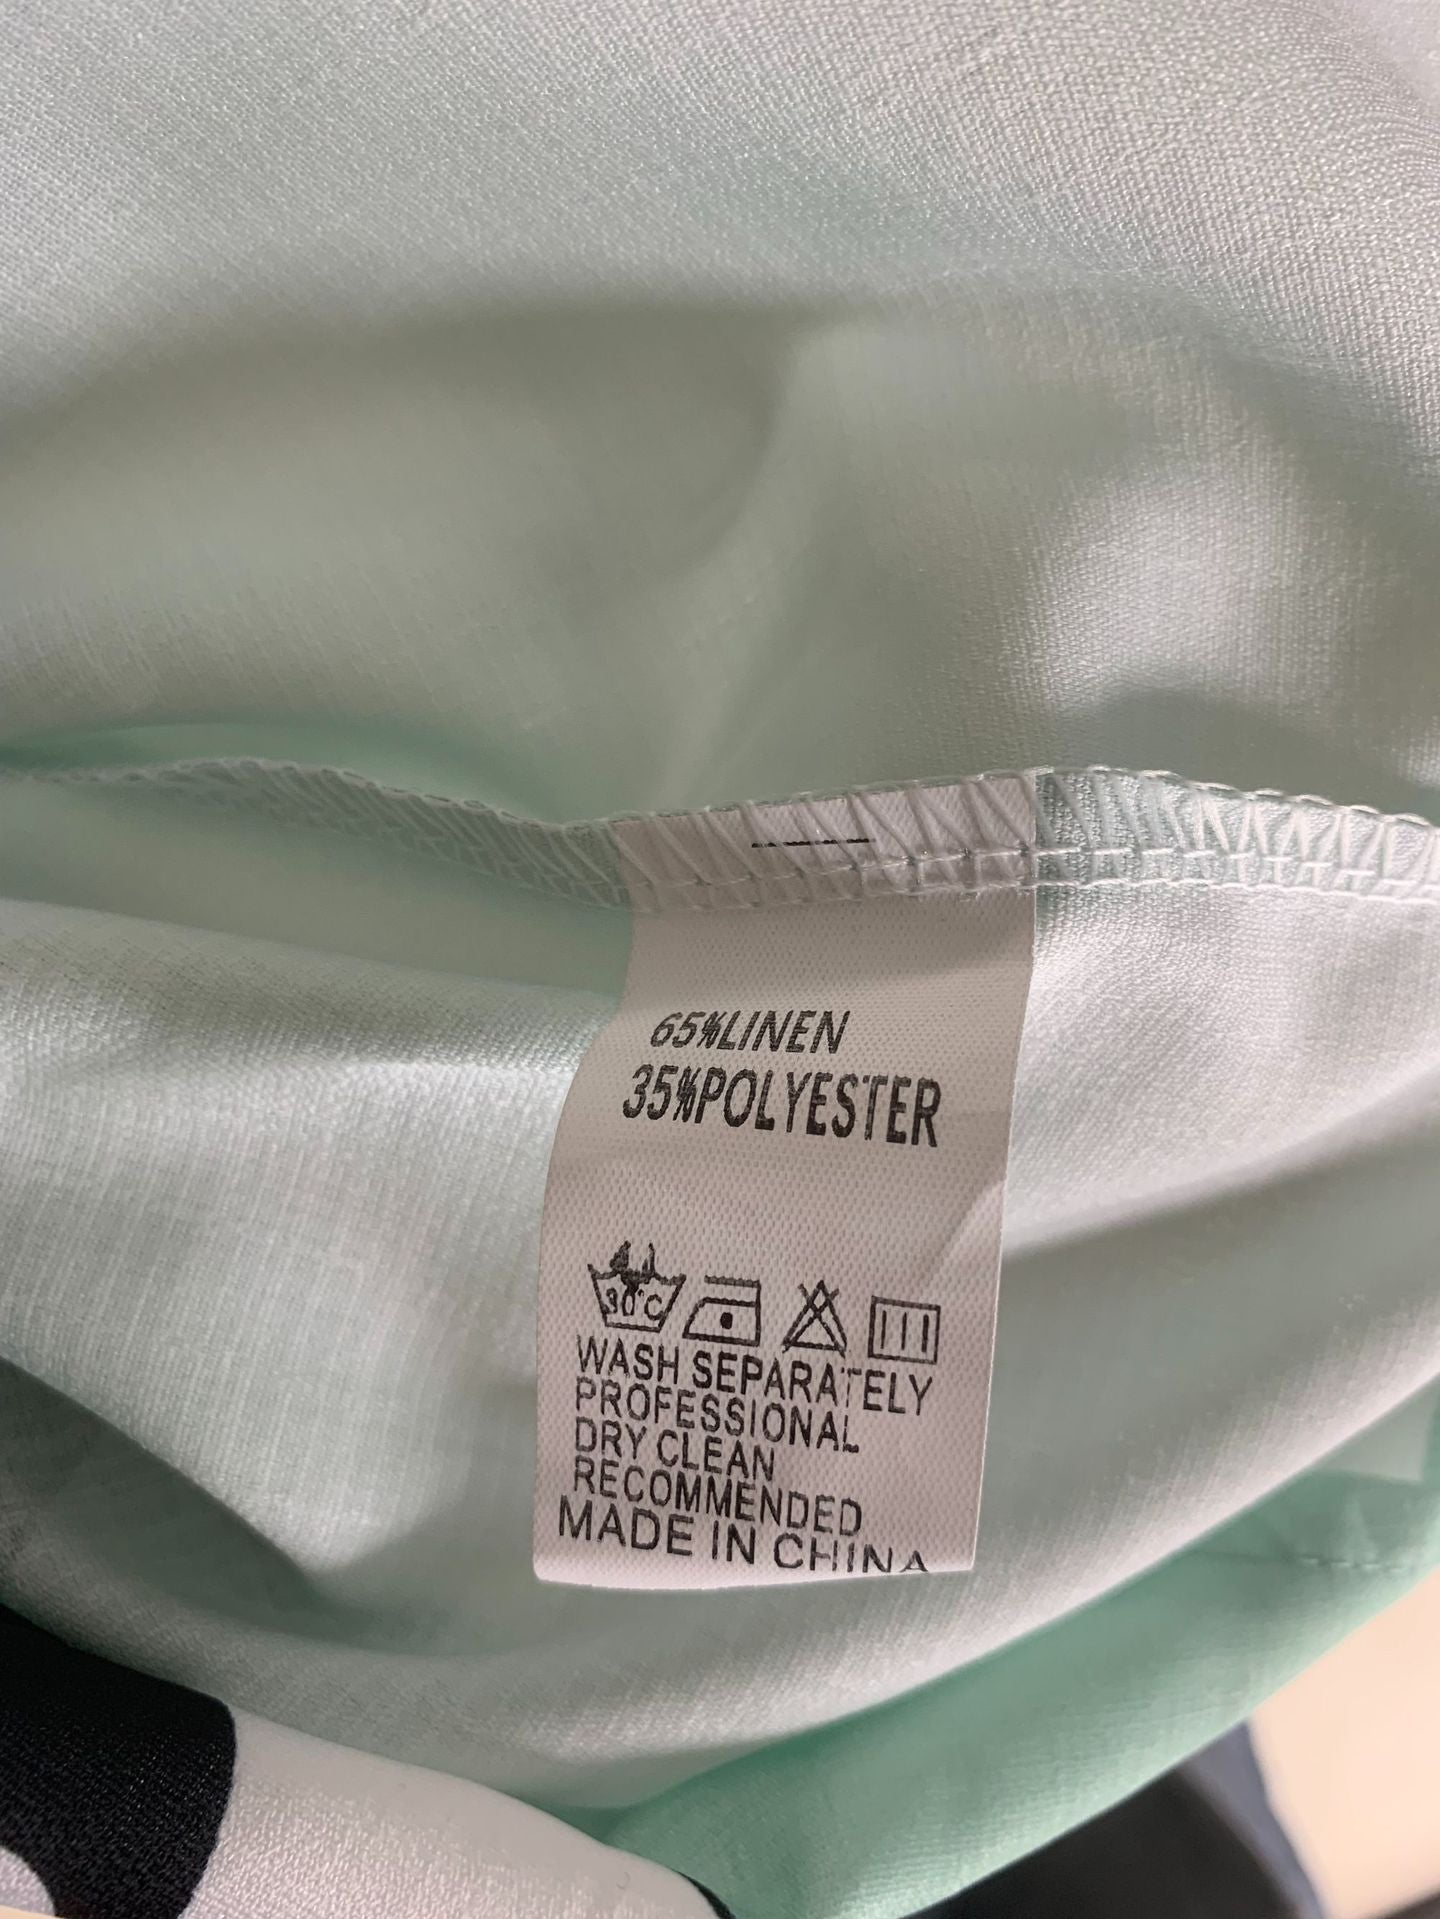 65%LINEN
35%POLYESTER
30°C
WASH SEPARATELY
PROFESSIONAL
DRY CLEAN
RECOMMENDED
MADE IN CHINA